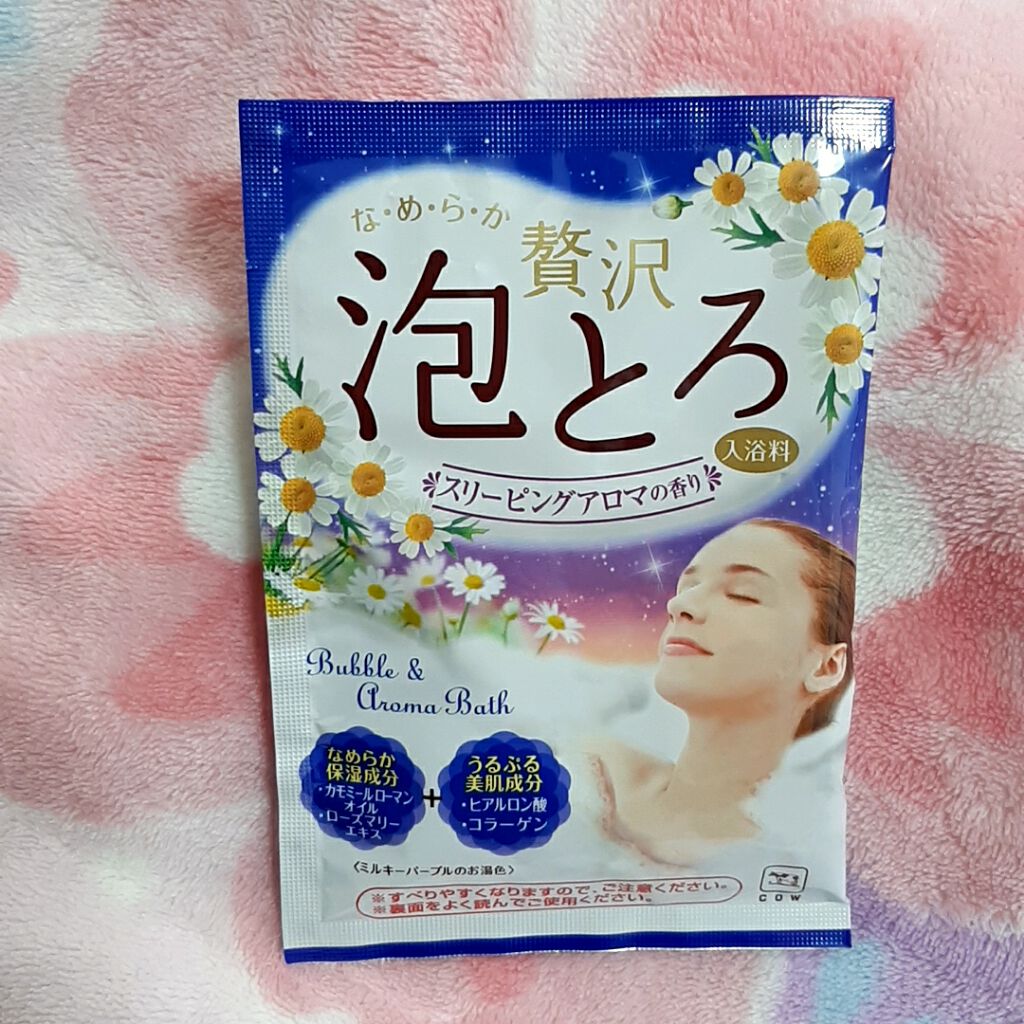 な・め・ら・か
贅沢
泡とろ
入浴料
スリーピングアロマの香り
Bubble &
Aroma Bath
なめらか
保湿成分
・カモミールローマン
オイル
・ローズマリー
エキス
+
うるぷる
美肌成分
・ヒアルロン酸
・コラーゲン
〈ミルキーパープルのお湯色〉
※すべりやすくなりますので、ご注意ください。
※裏面をよく読んでご使用ください。
COW